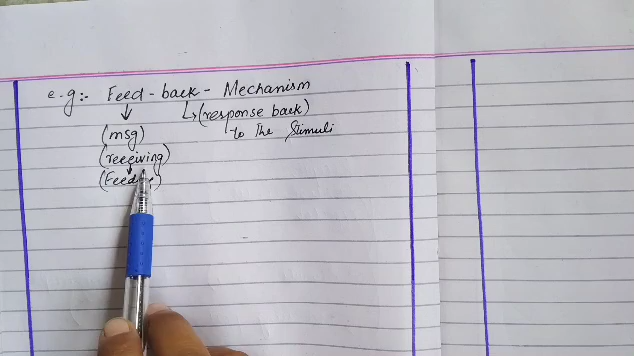 e.g:- Feed-back-Mechanism
↓ ↳(response back)
(msg) to the Stimuli
(receiving)
↓